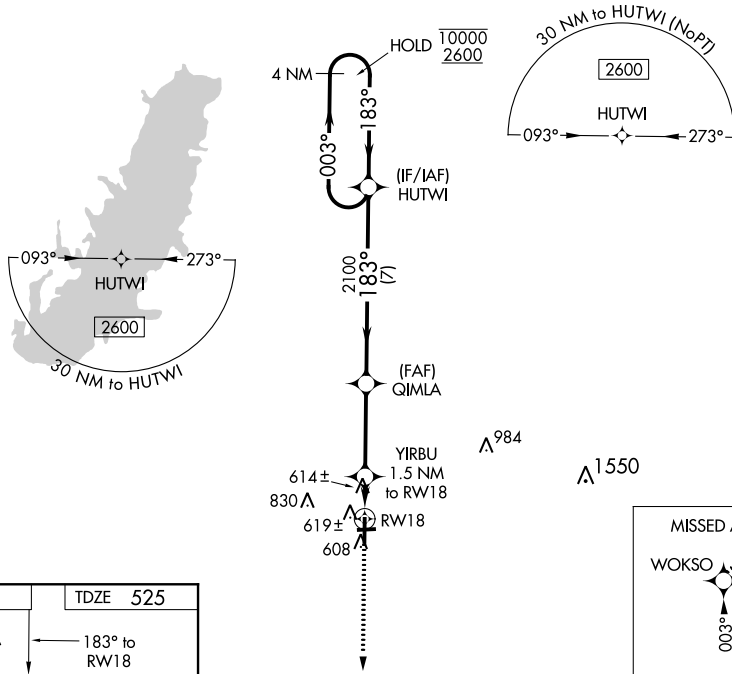 30 NM to HUTWI (NoPT)
2600
HUTWI
093°
273°
HOLD 10000
2600
4 NM
003°
183°
(IF/IAF)
HUTWI
093°
273°
HUTWI
2600
30 NM to HUTWI
2100
183°
(7)
(FAF)
QIMLA
984
1550
YIRBU
1.5 NM
to RW18
614±
830
619±
RW18
608
TDZE 525
183° to
RW18
MISSED
WOKSO
003°